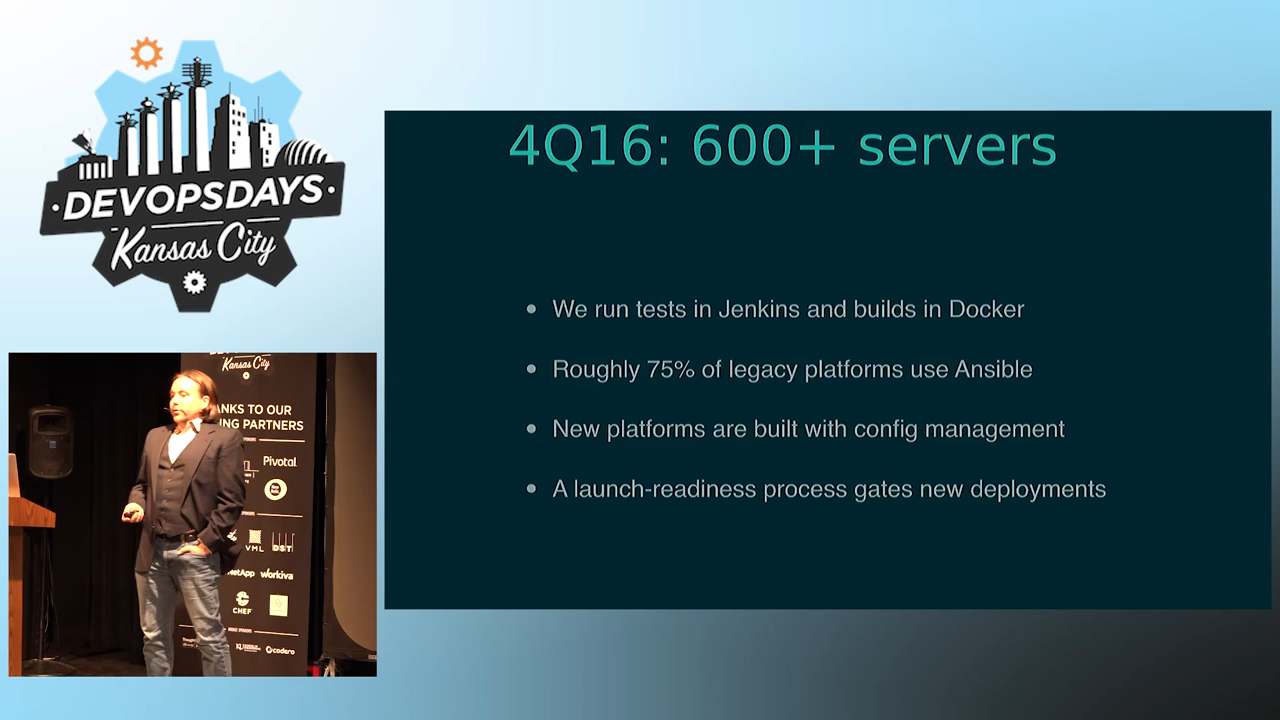 DEVOPSDAYS
Kansas City
4Q16: 600+ servers
We run tests in Jenkins and builds in Docker
Roughly 75% of legacy platforms use Ansible
New platforms are built with config management
A launch-readiness process gates new deployments
Kansas City
ANKS TO OUR
ING PARTNERS
Pivotal
VML
DST
NetApp
workiva
CHEF
codero